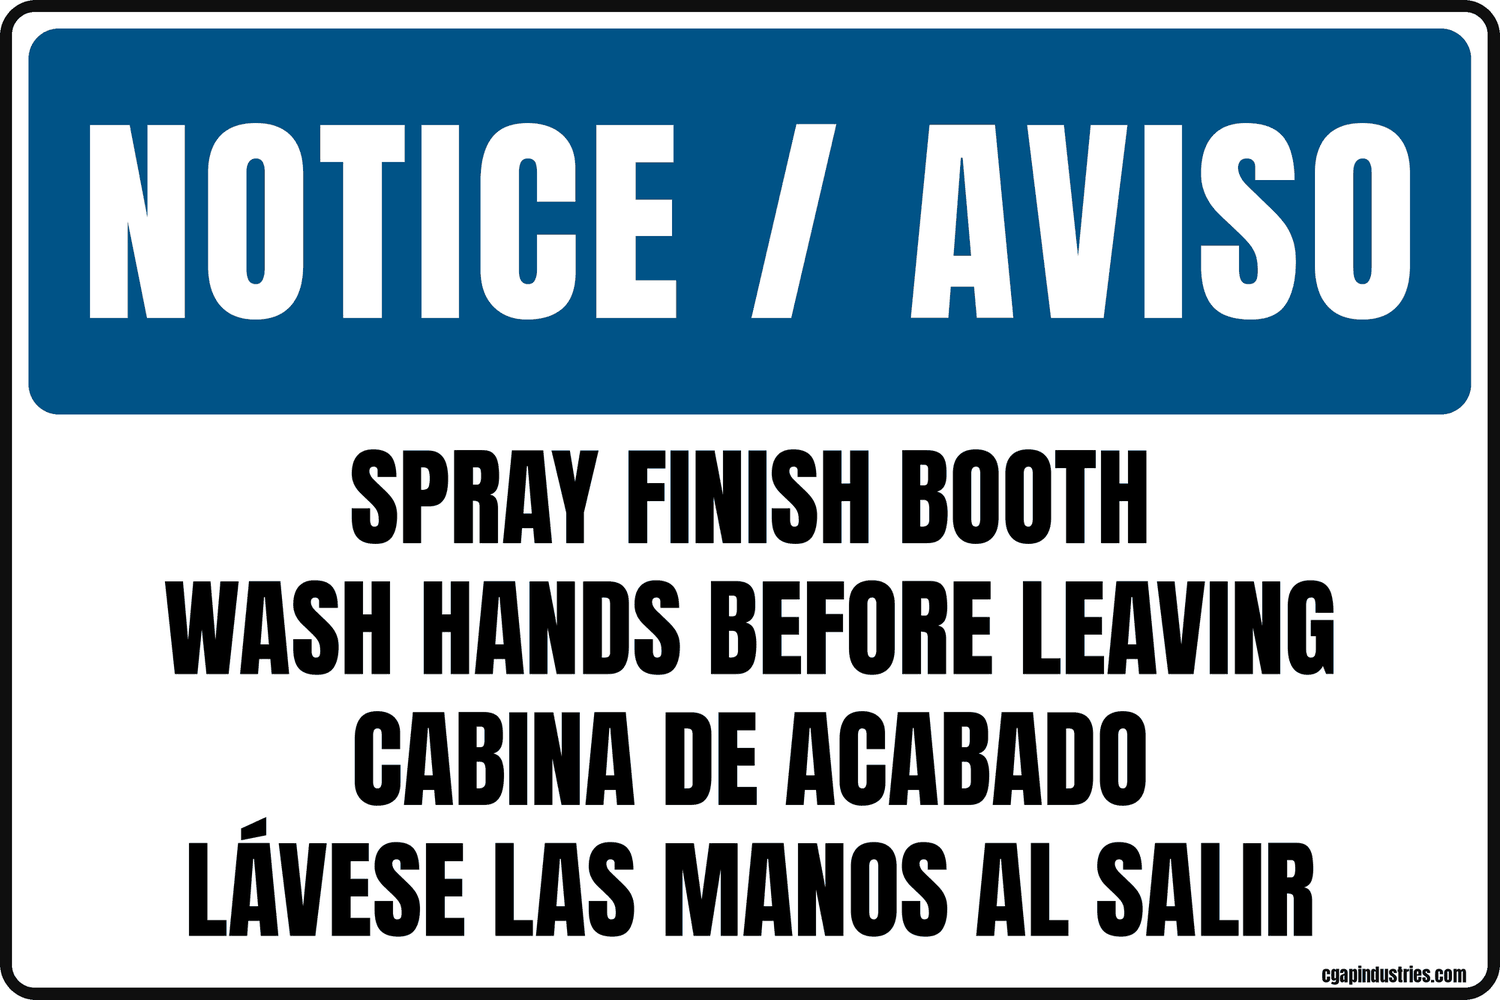 NOTICE / AVISO
SPRAY FINISH BOOTH
WASH HANDS BEFORE LEAVING
CABINA DE ACABADO
LÁVESE LAS MANOS AL SALIR
cgapindustries.com